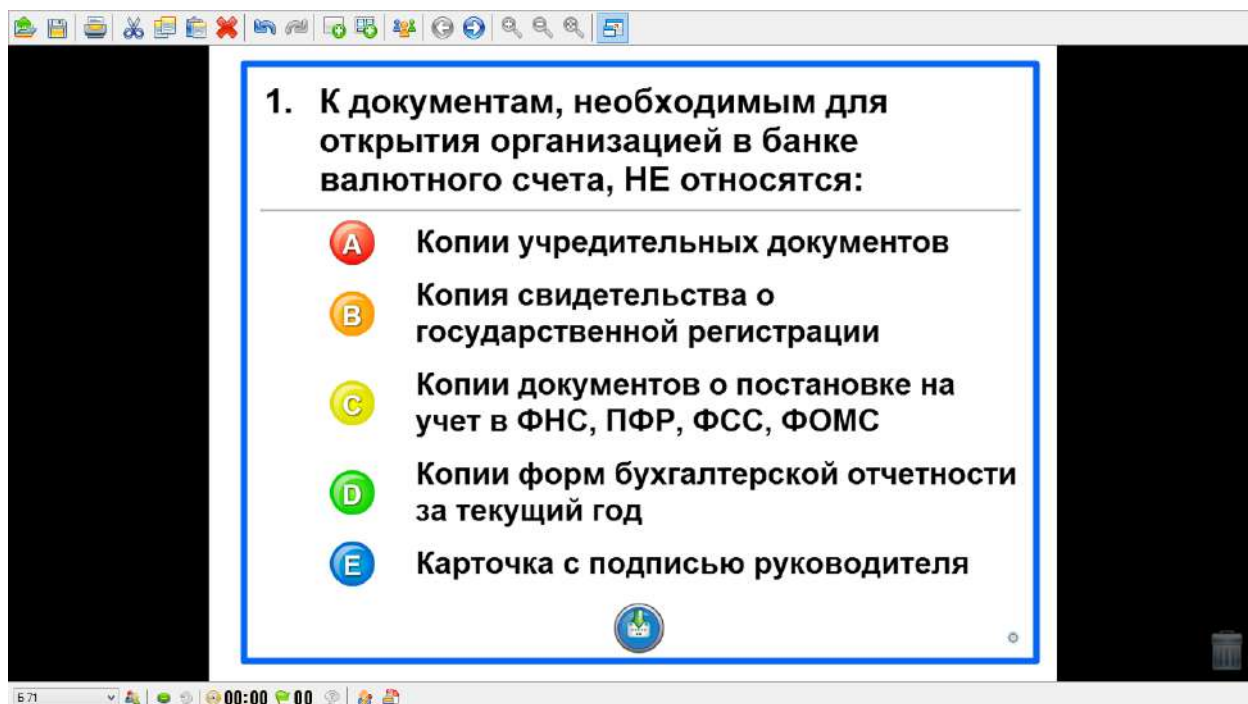 1. К документам, необходимым для
открытия организацией в банке
валютного счета, НЕ относятся:
A Копии учредительных документов
B Копия свидетельства о
государственной регистрации
C Копии документов о постановке на
учет в ФНС, ПФР, ФСС, ФОМС
D Копии форм бухгалтерской отчетности
за текущий год
E Карточка с подписью руководителя
Б 71 00:00 00